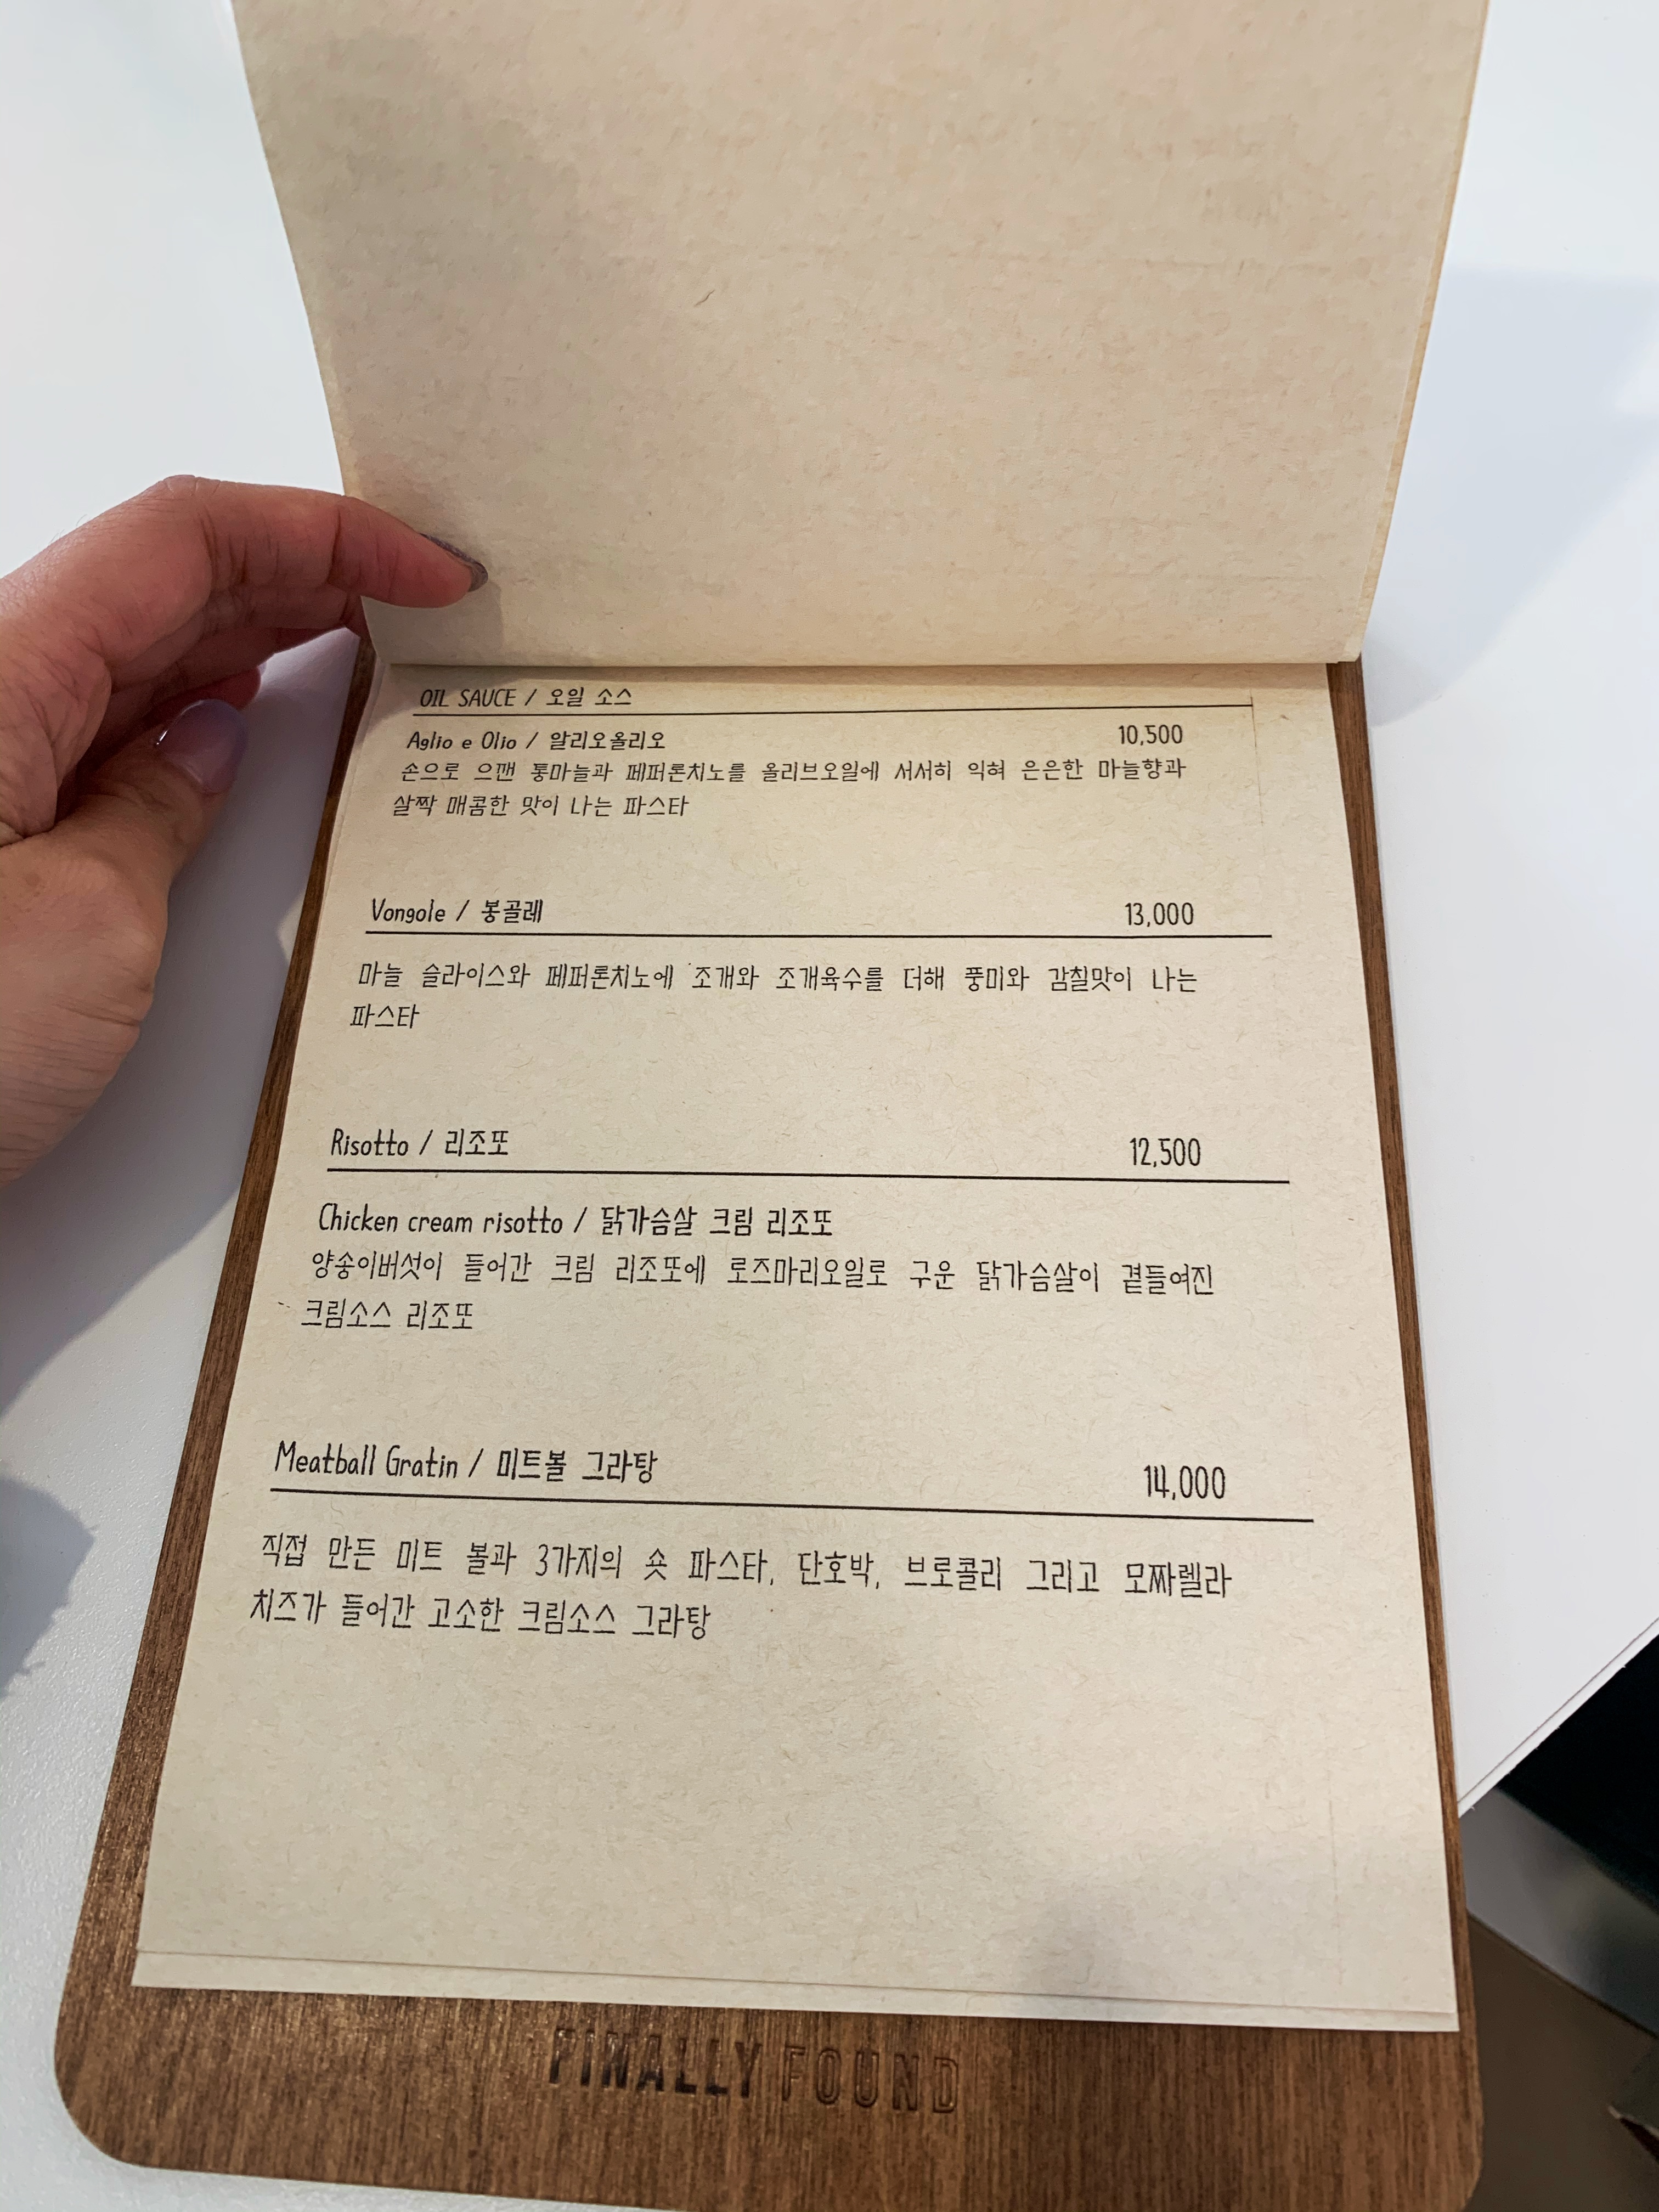 OIL SAUCE / 오일 소스
Aglio e Olio / 알리오올리오 10,500
손으로 으깬 통마늘과 페퍼론치노를 올리브오일에 서서히 익혀 은은한 마늘향과
살짝 매콤한 맛이 나는 파스타
Vongole / 봉골레 13,000
마늘 슬라이스와 페퍼론치노에 조개와 조개육수를 더해 풍미와 감칠맛이 나는
파스타
Risotto / 리조또 12,500
Chicken cream risotto / 닭가슴살 크림 리조또
양송이버섯이 들어간 크림 리조또에 로즈마리오일로 구운 닭가슴살이 곁들여진
크림소스 리조또
Meatball Gratin / 미트볼 그라탕 14,000
직접 만든 미트 볼과 3가지의 숏 파스타, 단호박, 브로콜리 그리고 모짜렐라
치즈가 들어간 고소한 크림소스 그라탕
FINALLY FOUND